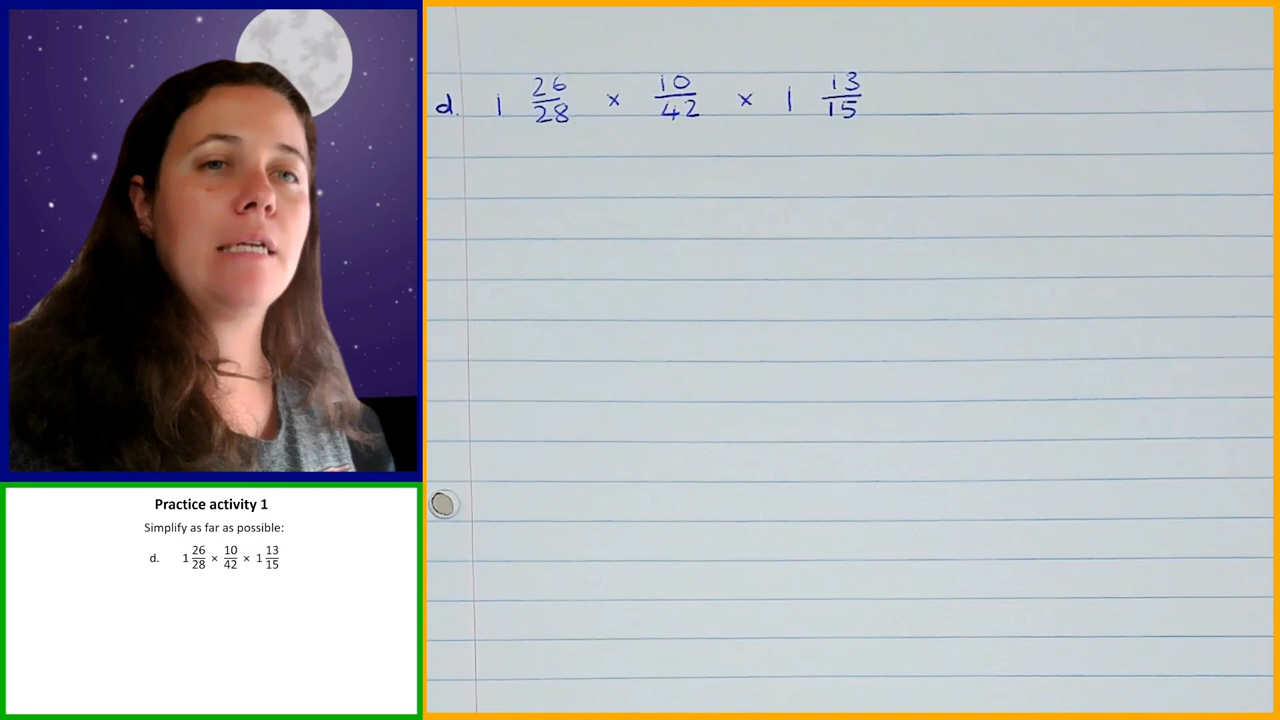 d. 1 26/28 × 10/42 × 1 13/15
Practice activity 1
Simplify as far as possible:
d. 1 26/28 × 10/42 × 1 13/15